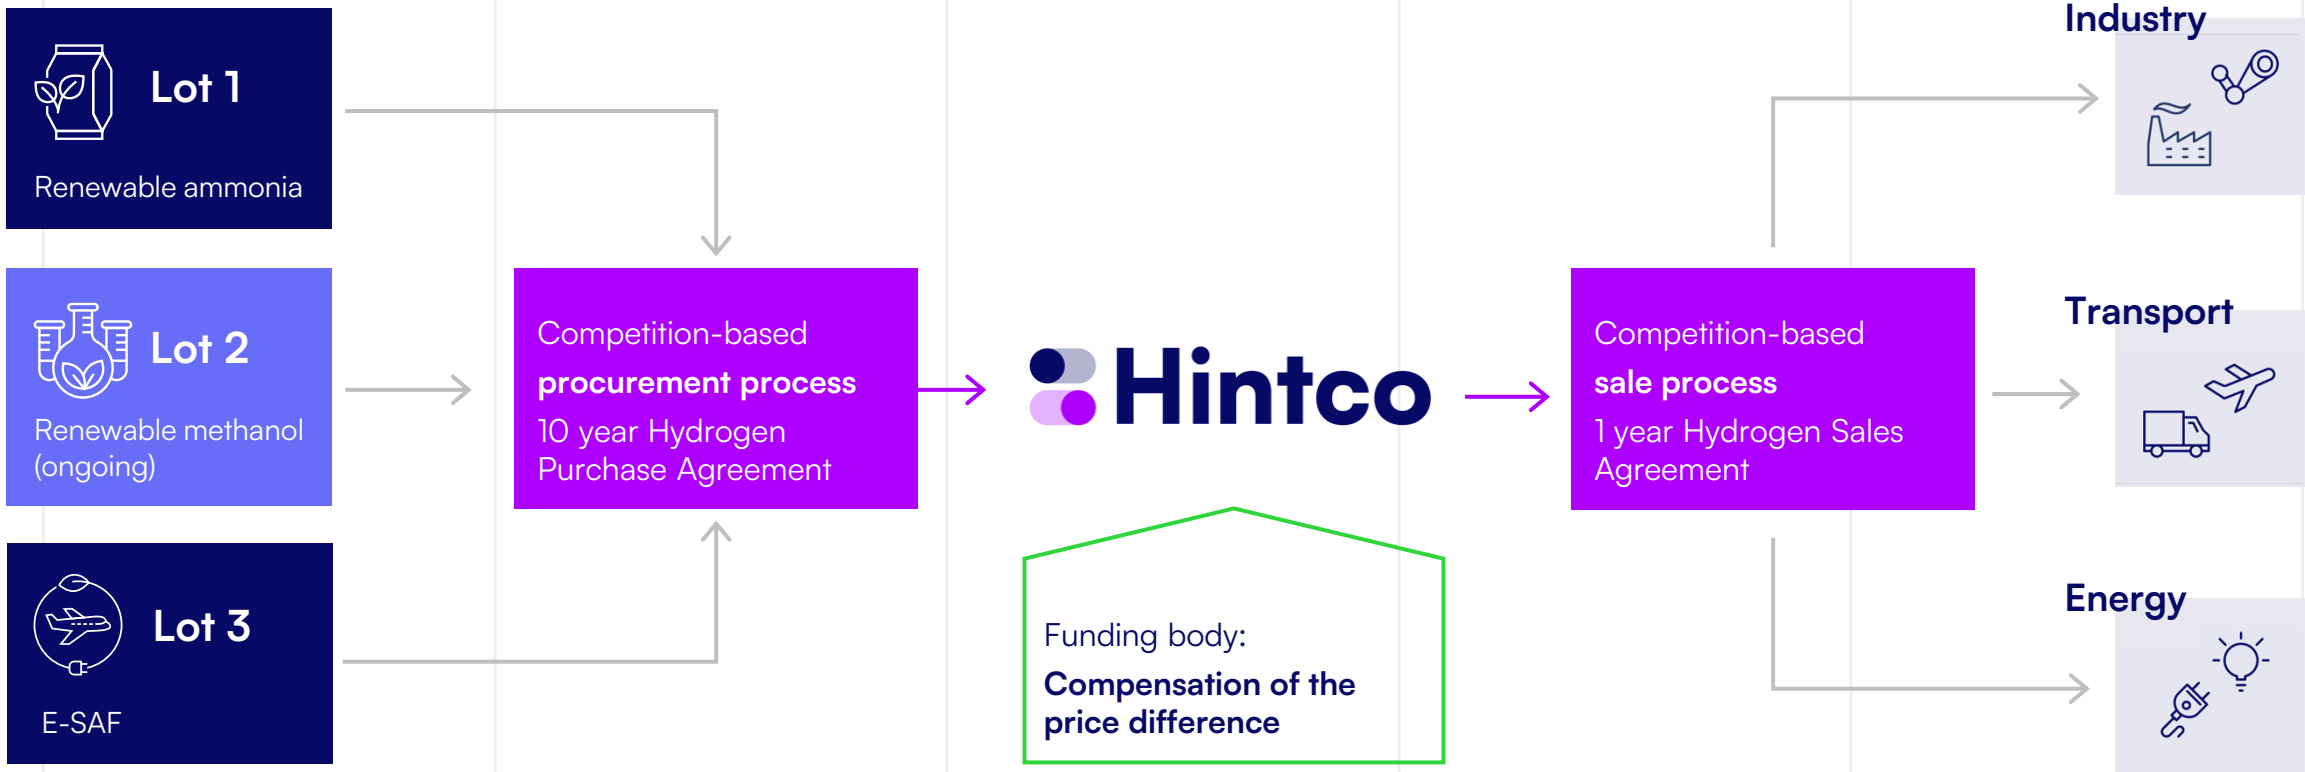 Lot 1
Renewable ammonia
Lot 2
Renewable methanol
(ongoing)
Lot 3
E-SAF
Competition-based
procurement process
10 year Hydrogen
Purchase Agreement
Hintco
Funding body:
Compensation of the
price difference
Competition-based
sale process
1 year Hydrogen Sales
Agreement
Industry
Transport
Energy